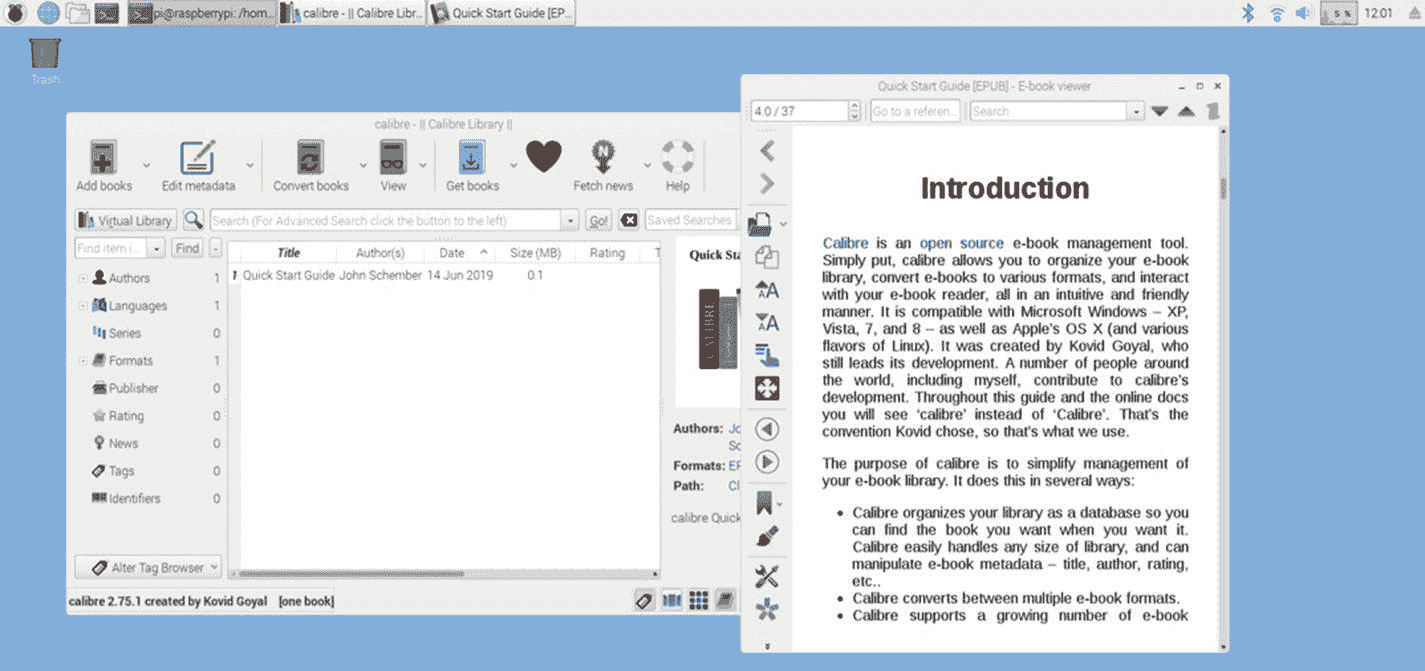 pi@raspberrypi: /hom...
calibre - || Calibre Libr...
Quick Start Guide [EP...
5 %
12:01
Trash
calibre - || Calibre Library ||
Add books
Edit metadata
Convert books
View
Get books
N
Fetch news
Help
Virtual Library
Search (For Advanced Search click the button to the left)
Go!
Saved Searches
Find item i...
Find
Title Author(s) Date Size (MB) Rating T
1 Quick Start Guide John Schember 14 Jun 2019 0.1
Authors 1
Languages 1
Series 0
Formats 1
Publisher 0
Rating 0
News 0
Tags 0
Identifiers 0
Alter Tag Browser
Quick Sta
CALIBRE
Authors: Jo
Sc
Formats: EP
Path: Cl
calibre Quick
calibre 2.75.1 created by Kovid Goyal [one book]
Quick Start Guide [EPUB] - E-book viewer
4.0 / 37
Go to a referen...
Search
Introduction
Calibre is an open source e-book management tool.
Simply put, calibre allows you to organize your e-book
library, convert e-books to various formats, and interact
with your e-book reader, all in an intuitive and friendly
manner. It is compatible with Microsoft Windows – XP,
Vista, 7, and 8 – as well as Apple's OS X (and various
flavors of Linux). It was created by Kovid Goyal, who
still leads its development. A number of people around
the world, including myself, contribute to calibre's
development. Throughout this guide and the online docs
you will see ‘calibre’ instead of ‘Calibre’. That's the
convention Kovid chose, so that's what we use.
The purpose of calibre is to simplify management of
your e-book library. It does this in several ways:
• Calibre organizes your library as a database so you
can find the book you want when you want it.
Calibre easily handles any size of library, and can
manipulate e-book metadata – title, author, rating,
etc..
• Calibre converts between multiple e-book formats.
• Calibre supports a growing number of e-book